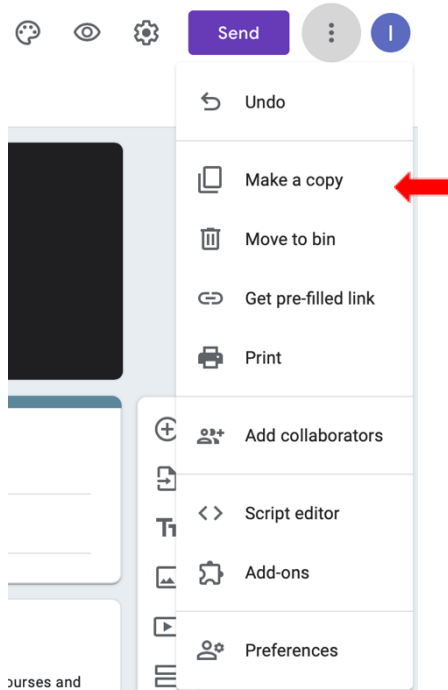 Send
I
Undo
Make a copy
Move to bin
Get pre-filled link
Print
Add collaborators
Script editor
Add-ons
Preferences
ourses and